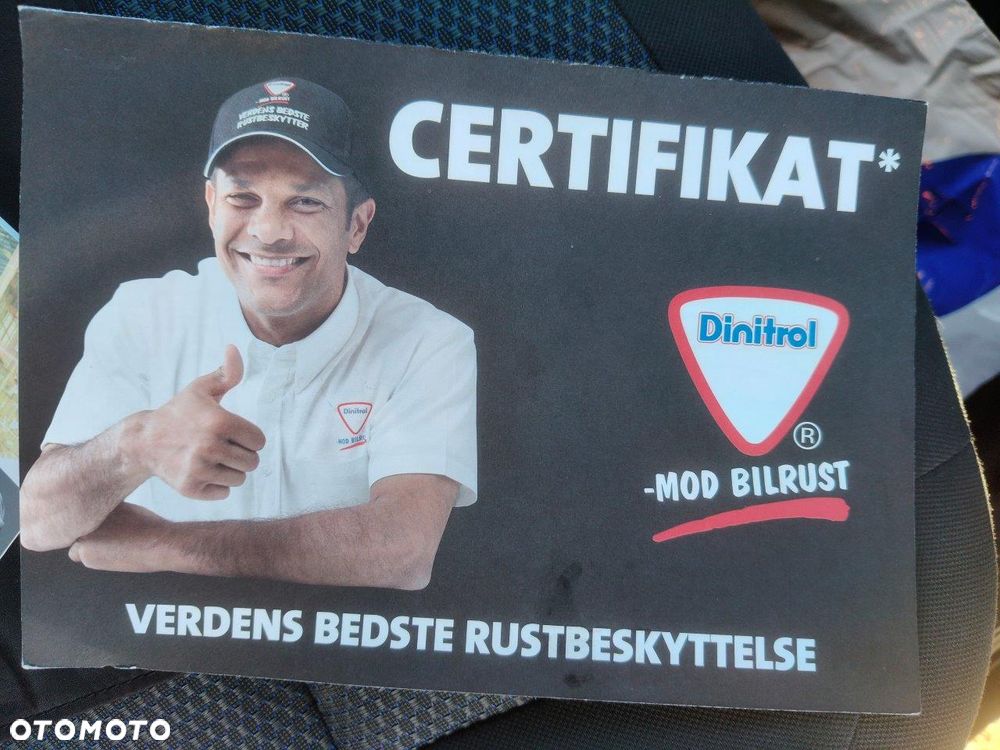 CERTIFIKAT*
-MOD BILRUST
VERDENS BEDSTE
RUSTBESKYTTER
Dinitrol
®
-MOD BILRUST
Dinitrol
MOD BILRUST
VERDENS BEDSTE RUSTBESKYTTELSE
OTOMOTO